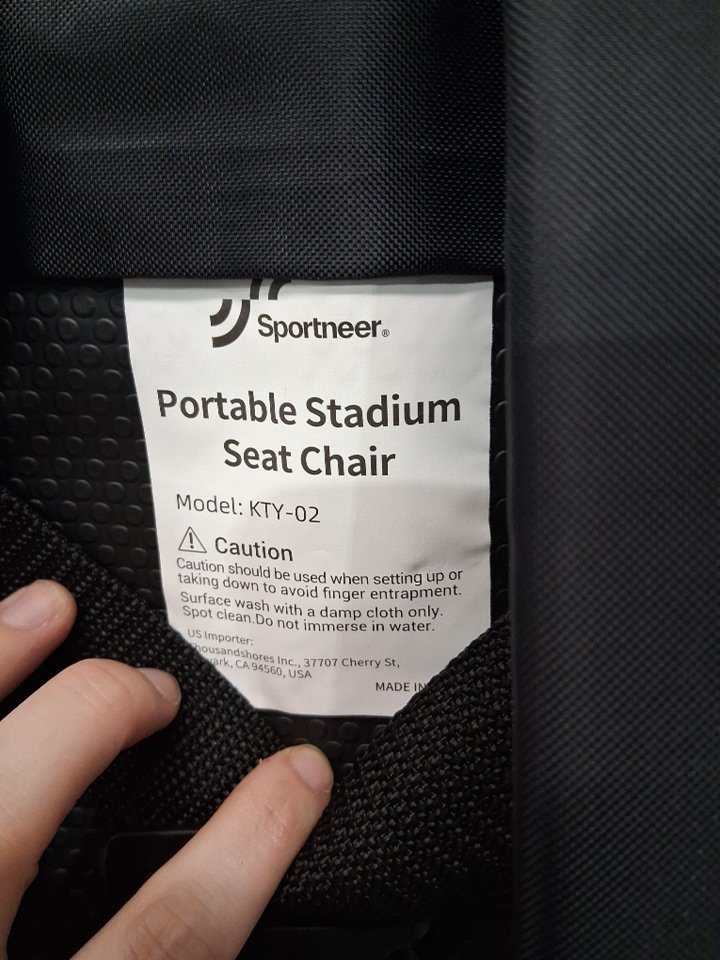 Sportneer®
Portable Stadium
Seat Chair
Model: KTY-02
Caution
Caution should be used when setting up or
taking down to avoid finger entrapment.
Surface wash with a damp cloth only.
Spot clean.Do not immerse in water.
US Importer:
housandshores Inc., 37707 Cherry St,
ark, CA 94560, USA
MADE IN